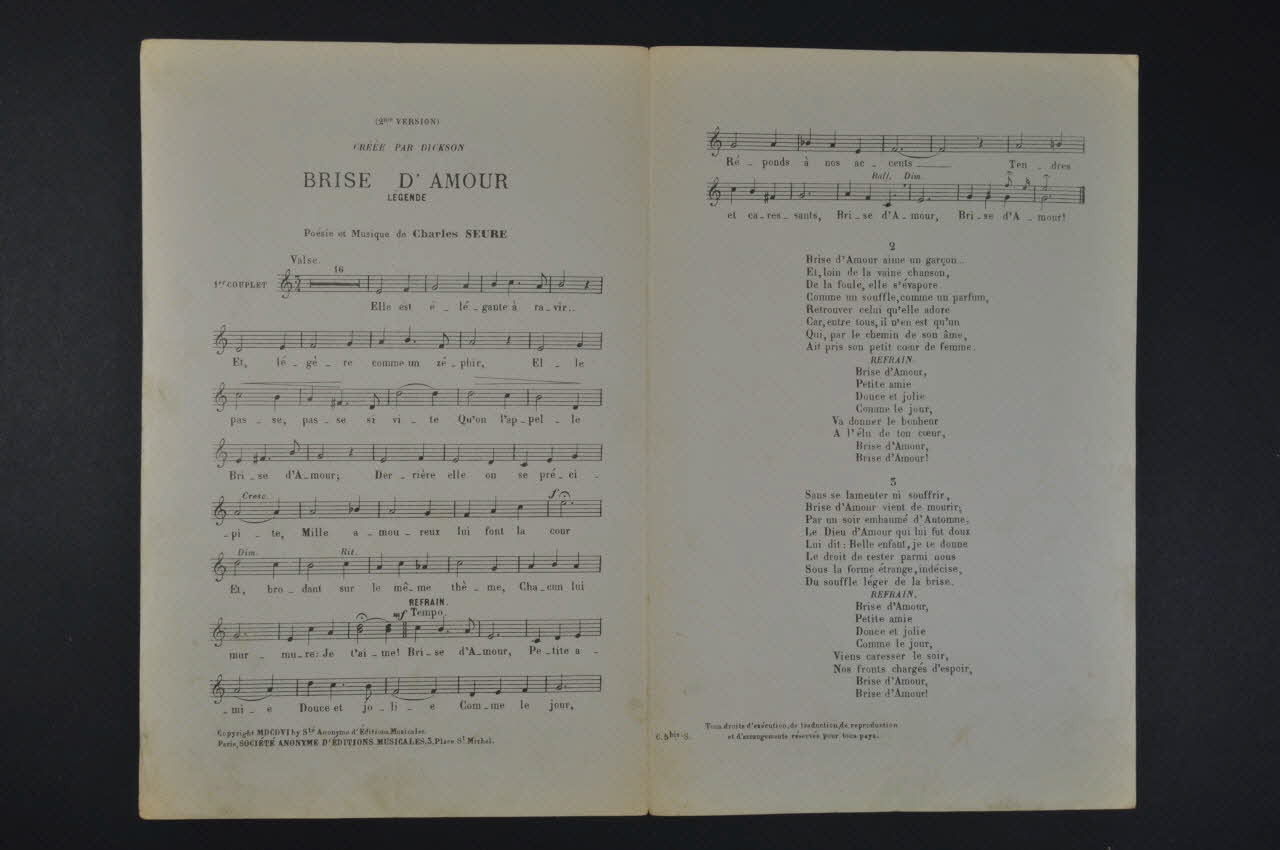 (2me VERSION)
CRÉÉE PAR DICKSON
BRISE D'AMOUR
LÉGENDE
Poésie et Musique de Charles SEURE
Valse.
16
1er COUPLET
Elle est é _ lé _ gante à ra _ vir..
Et, lé _ gè _ re comme un zé _ phir, El _ le
pas _ se, pas _ se si vi _ te Qu'on l'ap _ pel _ le
Bri _ se d'A _ mour; Der _ rière elle on se pré _ ci _
Cresc. f
_ pi _ te, Mille a _ mou _ reux lui font la cour
Dim. Rit.
Et, bro _ dant sur le mê _ me thè _ me, Cha _ cun lui
REFRAIN.
mf Tempo.
mur _ mure: Je t'ai _ me! Bri _ se d'A _ mour, Pe _ tite a _
_ mi _ e Douce et jo _ li _ e Com _ me le jour,
Copyright MDCDVI by Sté Anonyme d'Éditions Musicales
Paris, SOCIÉTÉ ANONYME D'ÉDITIONS MUSICALES, 5, Place St Michel.
Ré _ ponds à nos ac _ cents Ten _ dres
Rall. Dim.
et ca _ res _ sants, Bri _ se d'A _ mour, Bri _ se d'A _ mour!
2
Brise d'Amour aime un garçon..
Et, loin de la vaine chanson,
De la foule, elle s'évapore
Comme un souffle, comme un parfum,
Retrouver celui qu'elle adore
Car, entre tous, il n'en est qu'un
Qui, par le chemin de son âme,
Ait pris son petit cœur de femme.
REFRAIN.
Brise d'Amour,
Petite amie
Douce et jolie
Comme le jour,
Va donner le bonheur
A l'élu de ton cœur,
Brise d'Amour,
Brise d'Amour!
3
Sans se lamenter ni souffrir,
Brise d'Amour vient de mourir;
Par un soir embaumé d'Automne,
Le Dieu d'Amour qui lui fut doux
Lui dit: Belle enfant, je te donne
Le droit de rester parmi nous
Sous la forme étrange, indécise,
Du souffle léger de la brise.
REFRAIN.
Brise d'Amour,
Petite amie
Douce et jolie
Comme le jour,
Viens caresser le soir,
Nos fronts chargés d'espoir,
Brise d'Amour,
Brise d'Amour!
Tous droits d'exécution, de traduction, de reproduction
et d'arrangements réservés pour tous pays.